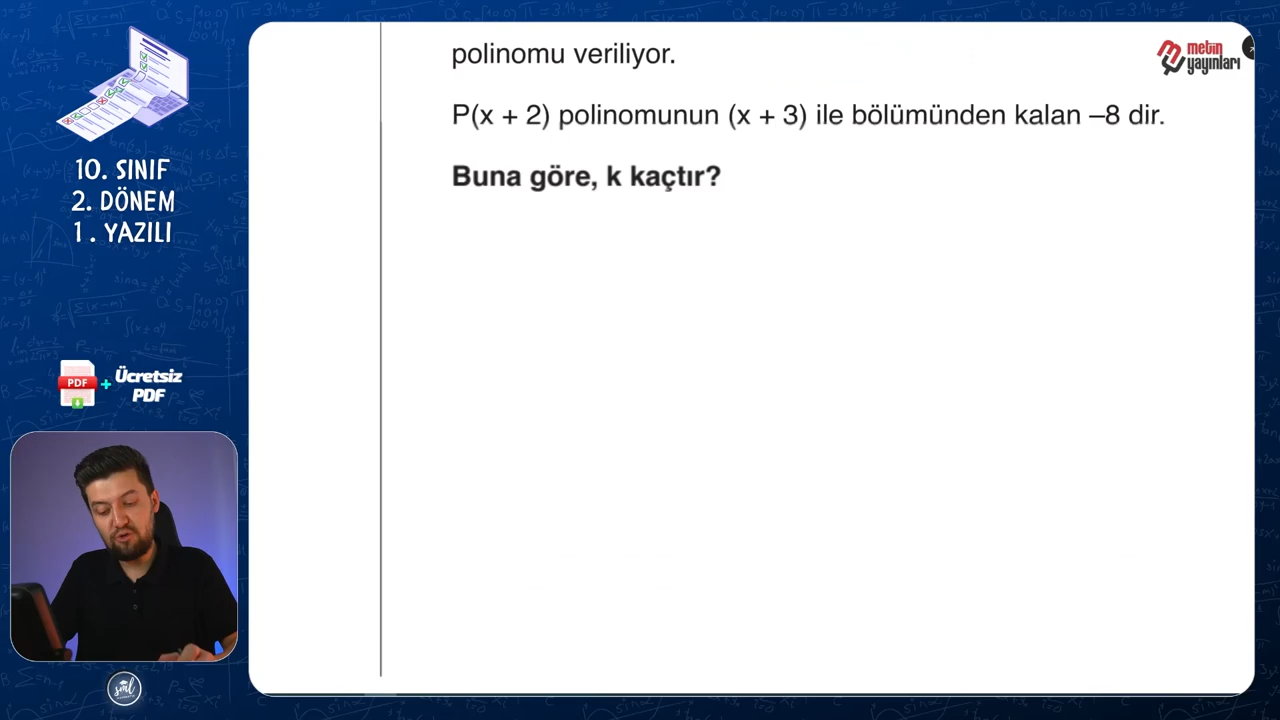 polinomu veriliyor.
metin
yayınları
P(x + 2) polinomunun (x + 3) ile bölümünden kalan –8 dir.
Buna göre, k kaçtır?
10. SINIF
2. DÖNEM
1. YAZILI
PDF
+
Ücretsiz
PDF
sml